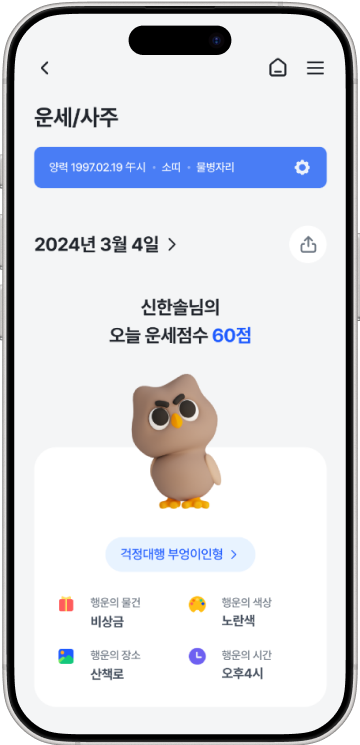 운세/사주
양력 1997.02.19 午시 • 소띠 • 물병자리
2024년 3월 4일
신한솔님의
오늘 운세점수 60점
걱정대행 부엉이인형
행운의 물건
비상금
행운의 색상
노란색
행운의 장소
산책로
행운의 시간
오후4시